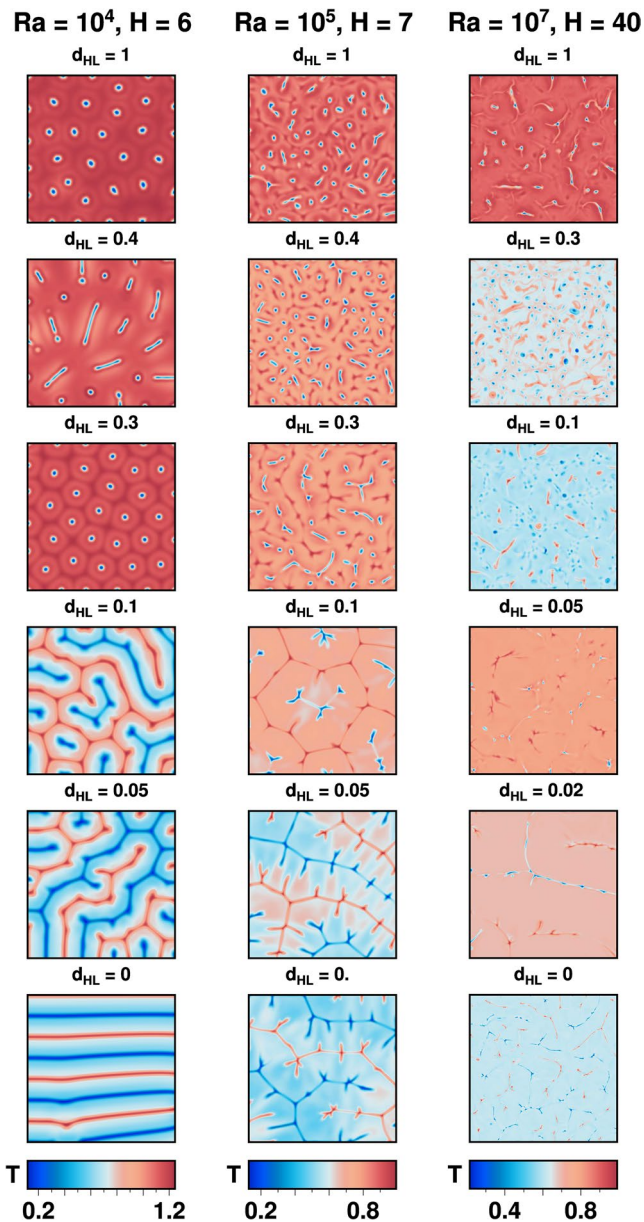 Ra = 10⁴, H = 6 Ra = 10⁵, H = 7 Ra = 10⁷, H = 40
d_HL = 1 d_HL = 1 d_HL = 1
d_HL = 0.4 d_HL = 0.4 d_HL = 0.3
d_HL = 0.3 d_HL = 0.3 d_HL = 0.1
d_HL = 0.1 d_HL = 0.1 d_HL = 0.05
d_HL = 0.05 d_HL = 0.05 d_HL = 0.02
d_HL = 0 d_HL = 0. d_HL = 0
T T T
0.2 1.2 0.2 0.8 0.4 0.8